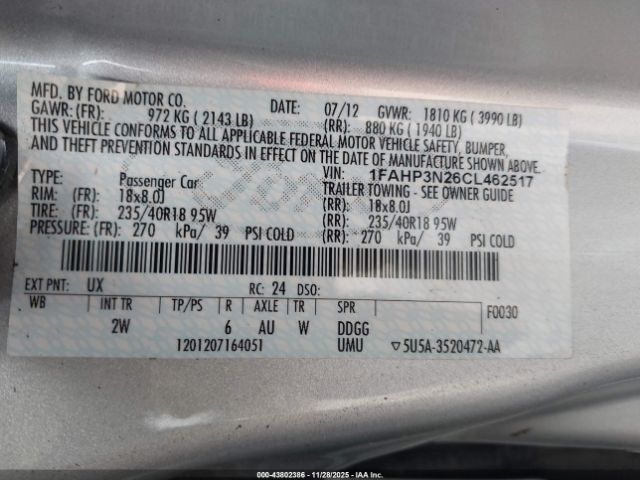 MFD. BY FORD MOTOR CO. DATE: 07/12 GVWR: 1810 KG ( 3990 LB)
GAWR: (FR): 972 KG ( 2143 LB) (RR): 880 KG ( 1940 LB)
THIS VEHICLE CONFORMS TO ALL APPLICABLE FEDERAL MOTOR VEHICLE SAFETY, BUMPER,
AND THEFT PREVENTION STANDARDS IN EFFECT ON THE DATE OF MANUFACTURE SHOWN ABOVE.
VIN: 1FAHP3N26CL462517
TYPE: Passenger Car TRAILER TOWING - SEE OWNER GUIDE
RIM: (FR) 18x8.0J (RR): 18x8.0J
TIRE: (FR) 235/40R18 95W (RR): 235/40R18 95W
PRESSURE: (FR) 270 kPa/ 39 PSI COLD (RR): 270 kPa/ 39 PSI COLD
EXT PNT: UX RC: 24 DSO:
WB INT TR TP/PS R AXLE TR SPR F0030
2W 6 AU W DDGG
1201207164051 UMU ▽5U5A-3520472-AA
000-43802386 - 11/28/2025 - IAAI, Inc.